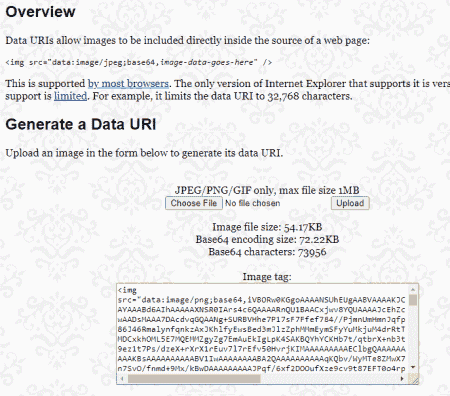 Overview
Data URIs allow images to be included directly inside the source of a web page:
<img src="data:image/jpeg;base64,image-data-goes-here" />
This is supported by most browsers. The only version of Internet Explorer that supports it is vers
support is limited. For example, it limits the data URI to 32,768 characters.
Generate a Data URI
Upload an image in the form below to generate its data URI.
JPEG/PNG/GIF only, max file size 1MB
Choose File No file chosen Upload
Image file size: 54.17KB
Base64 encoding size: 72.22KB
Base64 characters: 73956
Image tag:
<img
src="data:image/png;base64,iVBORw0KGgoAAAANSUhEUgAABVAAAAKJC